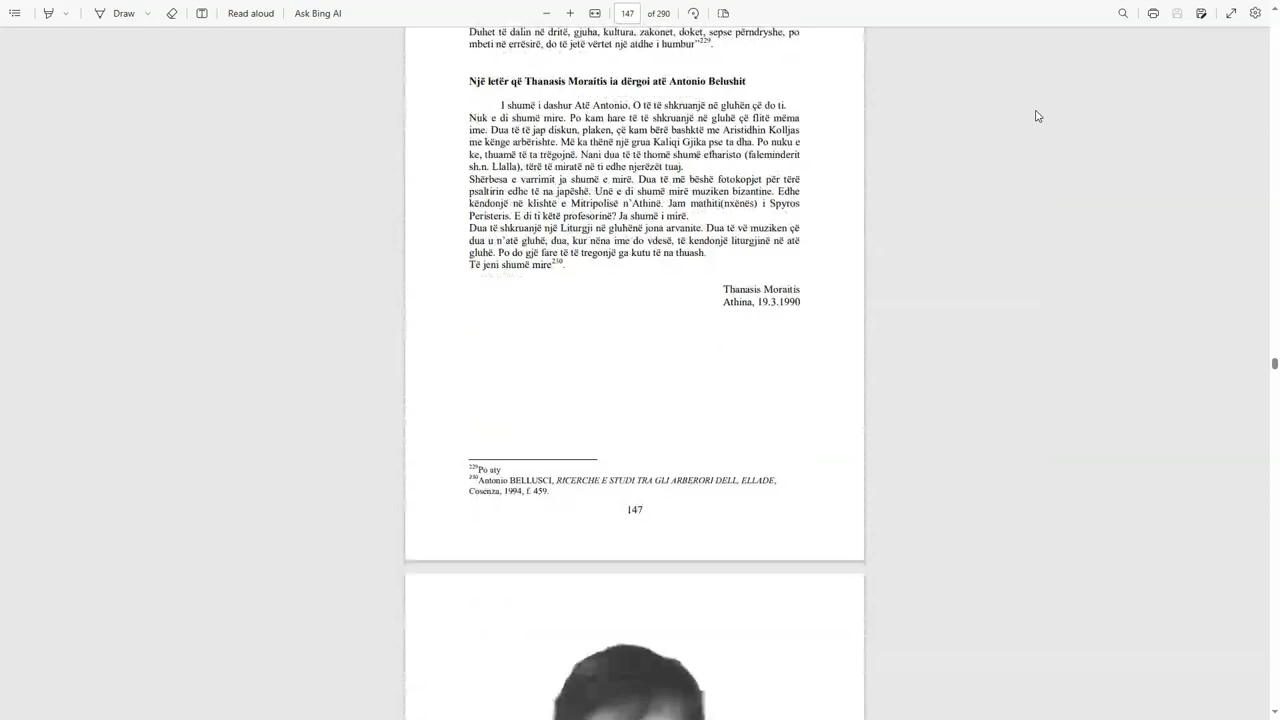 Draw
Read aloud
Ask Bing AI
147
of 290
Duhet të dalin në dritë, gjuha, kultura, zakonet, doket, sepse përndryshe, po
mbeti në errësirë, do të jetë vërtet një atdhe i humbur"229.
Një letër që Thanasis Moraitis ia dërgoi atë Antonio Belushit
I shumë i dashur Atë Antonio, O të të shkruanjë në gluhën çë do ti.
Nuk e di shumë mire. Po kam hare të të shkruanjë në gluhë çë flitë mëma
ime. Dua të të jap diskun, plaken, çë kam bërë bashktë me Aristidhin Kolljas
me kënge arbërishte. Më ka thënë një grua Kaliqi Gjika pse ta dha. Po nuku e
ke, thuamë të ta trëgojnë. Nani dua të të thomë shumë efharisto (faleminderit
sh.n. Llalla), tërë të miratë në ti edhe njerëzët tuaj.
Shërbesa e varrimit ja shumë e mirë. Dua të më bëshë fotokopjet për tërë
psaltirin edhe të na japëshë. Unë e di shumë mirë muziken bizantine. Edhe
këndonjë në klishtë e Mitripolisë n'Athinë. Jam mathiti(nxënës) i Spyros
Peristeris. E di ti këtë profesorinë? Ja shumë i mirë.
Dua të shkruanjë një Liturgji në gluhënë jona arvanite. Dua të vë muziken çë
dua u n'atë gluhë, dua, kur nëna ime do vdesë, të kendonjë liturgjinë në atë
gluhë. Po do gjë fare të të tregonjë ga kutu të na thuash.
Të jeni shumë mire230.
Thanasis Moraitis
Athina, 19.3.1990
229Po aty
230Antonio BELLUSCI, RICERCHE E STUDI TRA GLI ARBERORI DELL, ELLADE,
Cosenza, 1994, f. 459.
147